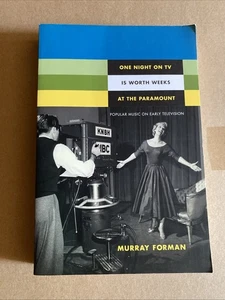 ONE NIGHT ON TV
IS WORTH WEEKS
AT THE PARAMOUNT
POPULAR MUSIC ON EARLY TELEVISION
KNBH
NBC
MURRAY FORMAN